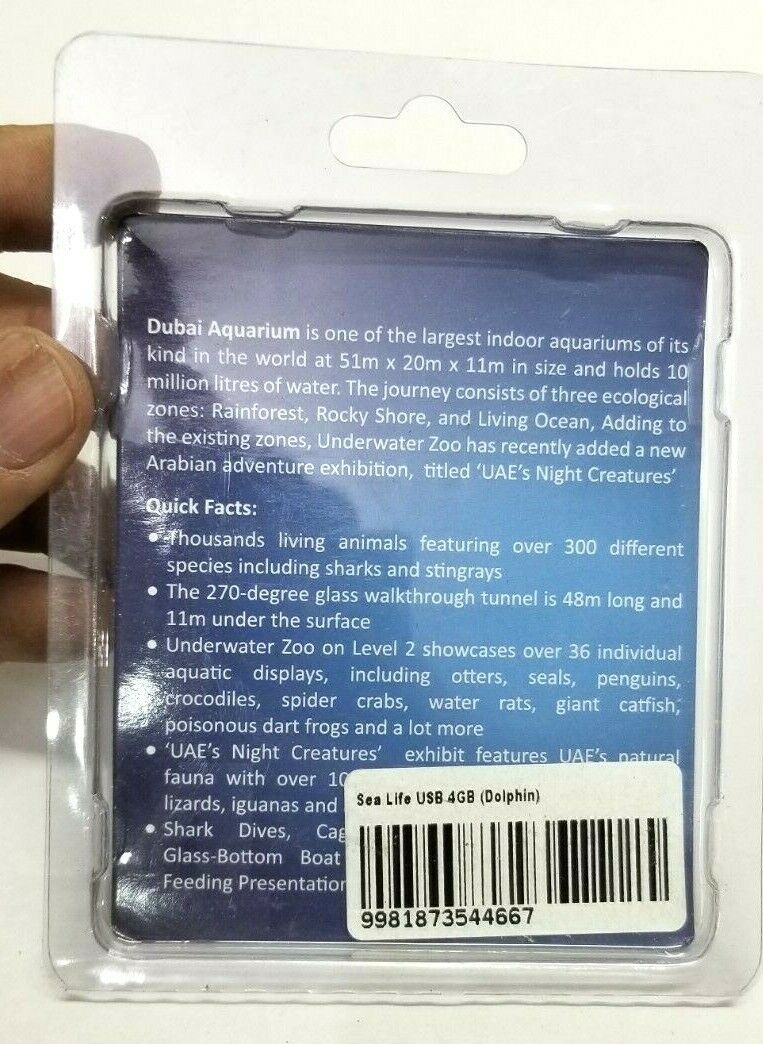 Dubai Aquarium is one of the largest indoor aquariums of its
kind in the world at 51m x 20m x 11m in size and holds 10
million litres of water. The journey consists of three ecological
zones: Rainforest, Rocky Shore, and Living Ocean, Adding to
the existing zones, Underwater Zoo has recently added a new
Arabian adventure exhibition, titled ‘UAE’s Night Creatures’
Quick Facts:
• Thousands living animals featuring over 300 different
species including sharks and stingrays
• The 270-degree glass walkthrough tunnel is 48m long and
11m under the surface
• Underwater Zoo on Level 2 showcases over 36 individual
aquatic displays, including otters, seals, penguins,
crocodiles, spider crabs, water rats, giant catfish,
poisonous dart frogs and a lot more
• ‘UAE’s Night Creatures’ exhibit features UAE’s natural
fauna with over 10
lizards, iguanas and
• Shark Dives,
Glass-Bottom Boat
Feeding
Sea Life USB 4GB (Dolphin)
9981873544667